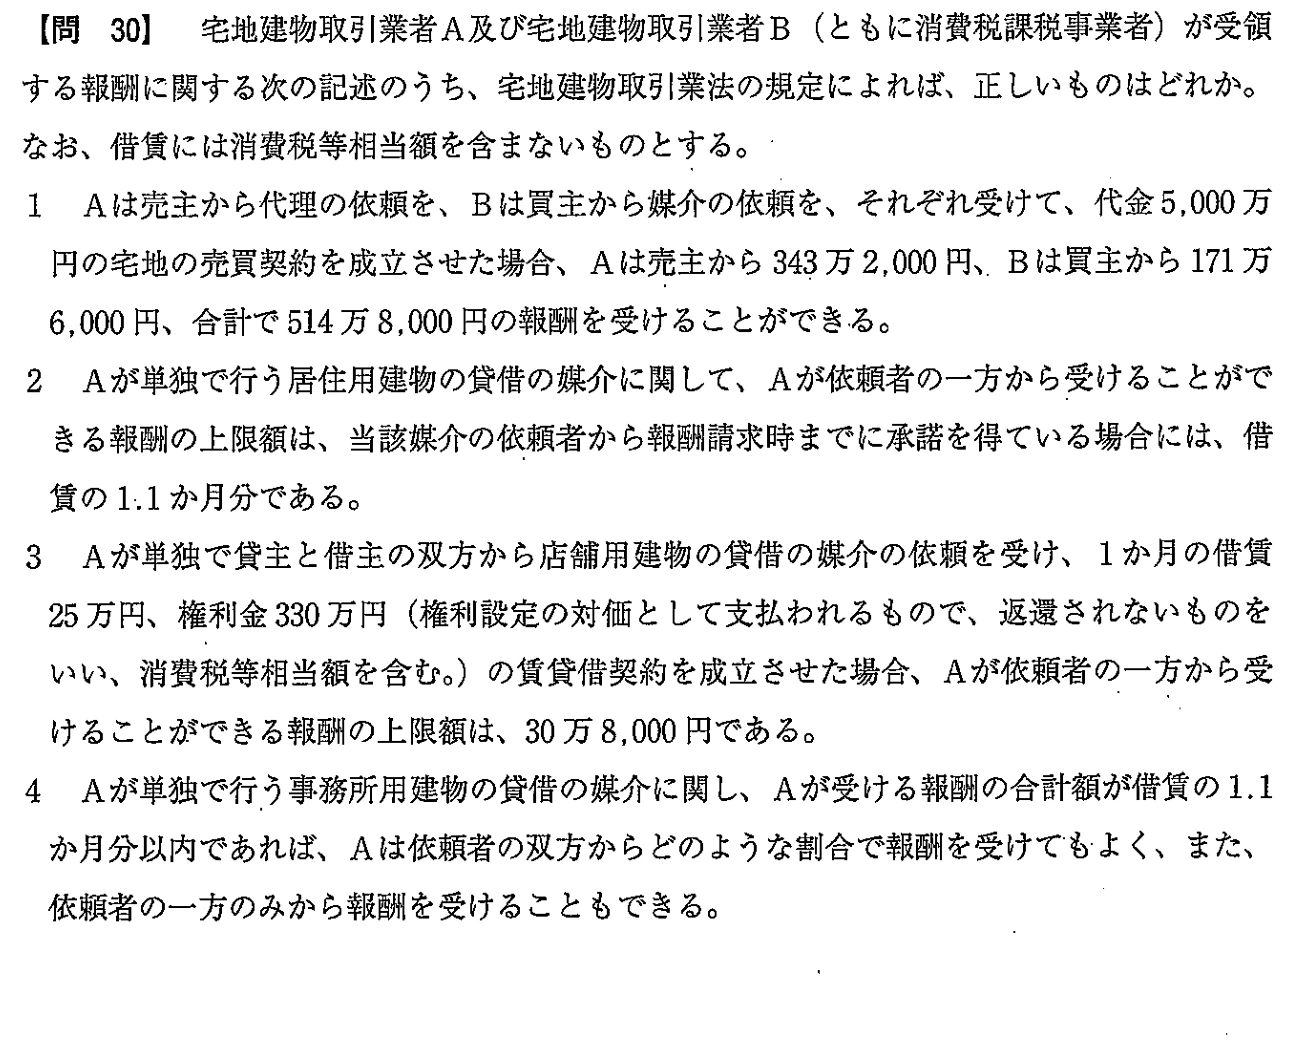 【問　30】　宅地建物取引業者Ａ及び宅地建物取引業者Ｂ（ともに消費税課税事業者）が受領
する報酬に関する次の記述のうち、宅地建物取引業法の規定によれば、正しいものはどれか。
なお、借賃には消費税等相当額を含まないものとする。
1　Ａは売主から代理の依頼を、Ｂは買主から媒介の依頼を、それぞれ受けて、代金5,000万
円の宅地の売買契約を成立させた場合、Ａは売主から343万2,000円、Ｂは買主から171万
6,000円、合計で514万8,000円の報酬を受けることができる。
2　Ａが単独で行う居住用建物の貸借の媒介に関して、Ａが依頼者の一方から受けることがで
きる報酬の上限額は、当該媒介の依頼者から報酬請求時までに承諾を得ている場合には、借
賃の1.1か月分である。
3　Ａが単独で貸主と借主の双方から店舗用建物の貸借の媒介の依頼を受け、1か月の借賃
25万円、権利金330万円（権利設定の対価として支払われるもので、返還されないものを
いい、消費税等相当額を含む。）の賃貸借契約を成立させた場合、Ａが依頼者の一方から受
けることができる報酬の上限額は、30万8,000円である。
4　Ａが単独で行う事務所用建物の貸借の媒介に関し、Ａが受ける報酬の合計額が借賃の1.1
か月分以内であれば、Ａは依頼者の双方からどのような割合で報酬を受けてもよく、また、
依頼者の一方のみから報酬を受けることもできる。